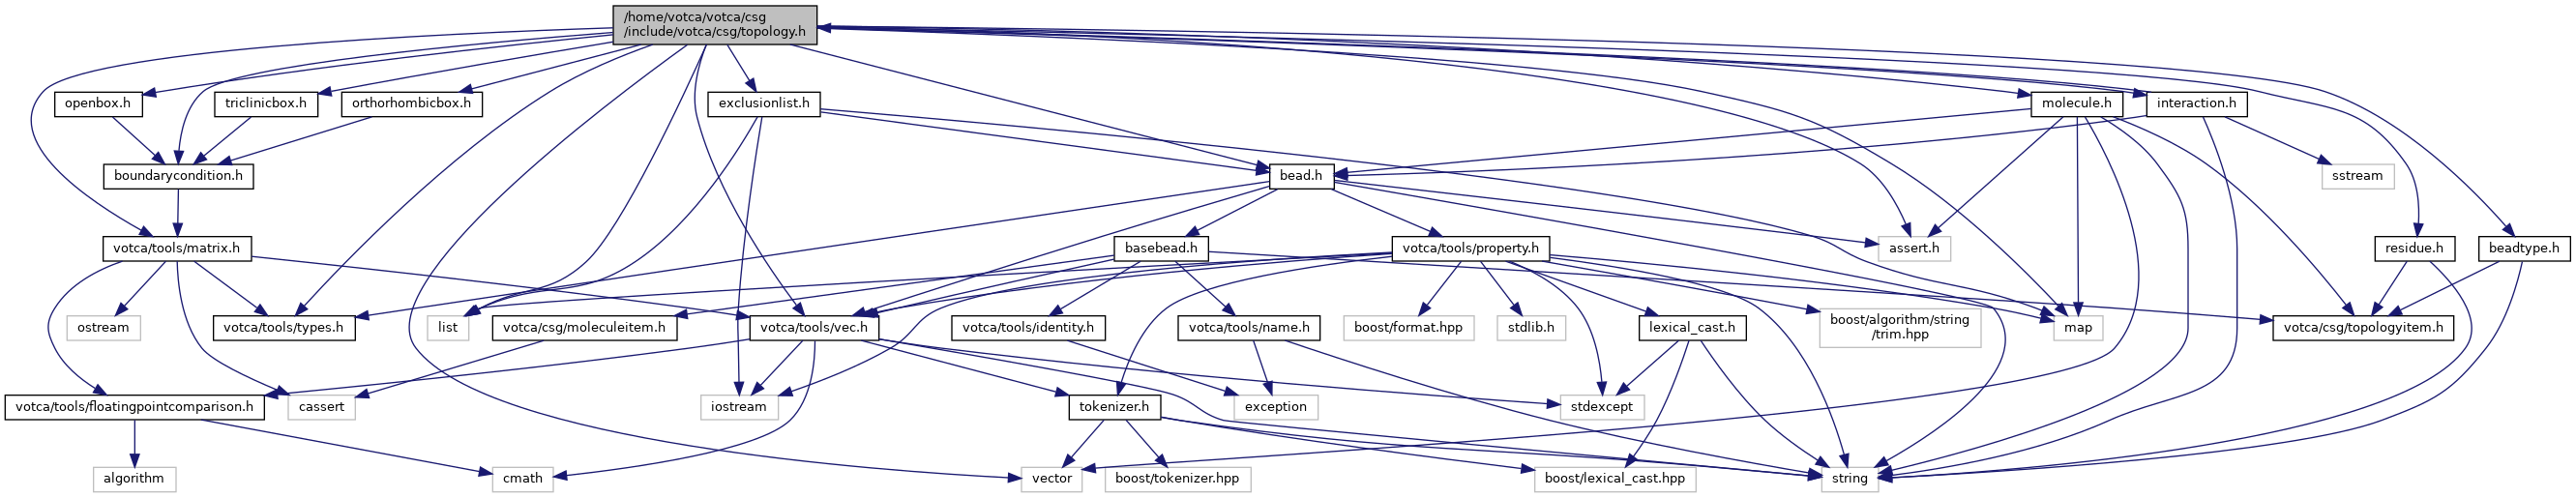 /home/votca/votca/csg
/include/votca/csg/topology.h
openbox.h
triclinicbox.h
orthorhombicbox.h
exclusionlist.h
molecule.h
interaction.h
boundarycondition.h
bead.h
sstream
votca/tools/matrix.h
basebead.h
votca/tools/property.h
assert.h
residue.h
beadtype.h
ostream
votca/tools/types.h
list
votca/csg/moleculeitem.h
votca/tools/vec.h
votca/tools/identity.h
votca/tools/name.h
boost/format.hpp
stdlib.h
lexical_cast.h
boost/algorithm/string
/trim.hpp
map
votca/csg/topologyitem.h
votca/tools/floatingpointcomparison.h
cassert
iostream
tokenizer.h
exception
stdexcept
algorithm
cmath
vector
boost/tokenizer.hpp
boost/lexical_cast.hpp
string